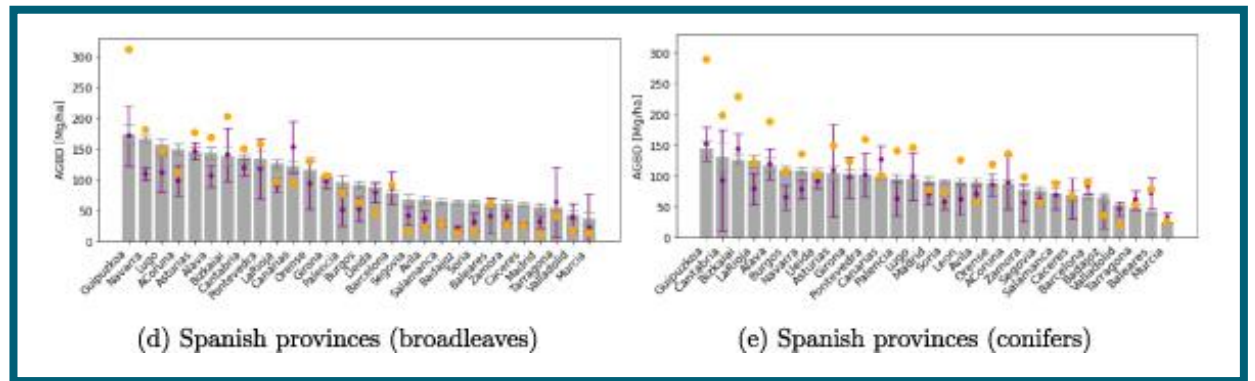 300
250
200
150
100
50
0
AGBD [Mg/ha]
Guipuzkoa
Navarra
Lugo
ACoruna
Asturias
Alava
Bizkaiai
Cantabria
Pontevedra
LaRioja
Canarias
Orense
Girona
Palencia
Burgos
Lleida
Barcelona
Segovia
Avila
Salamanca
Badajoz
Soria
Baleares
Zamora
Caceres
Madrid
Tarragona
Valladolid
Murcia
(d) Spanish provinces (broadleaves)
300
250
200
150
100
50
0
AGBD [Mg/ha]
Guipuzkoa
Cantabria
Bizkaiai
LaRioja
Alava
Burgos
Navarra
Lleida
Asturias
Girona
Pontevedra
Canarias
Palencia
Lugo
Madrid
Soria
Leon
Avila
Orense
ACoruna
Zamora
Segovia
Salamanca
Caceres
Barcelona
Badajoz
Valladolid
Tarragona
Baleares
Murcia
(e) Spanish provinces (conifers)